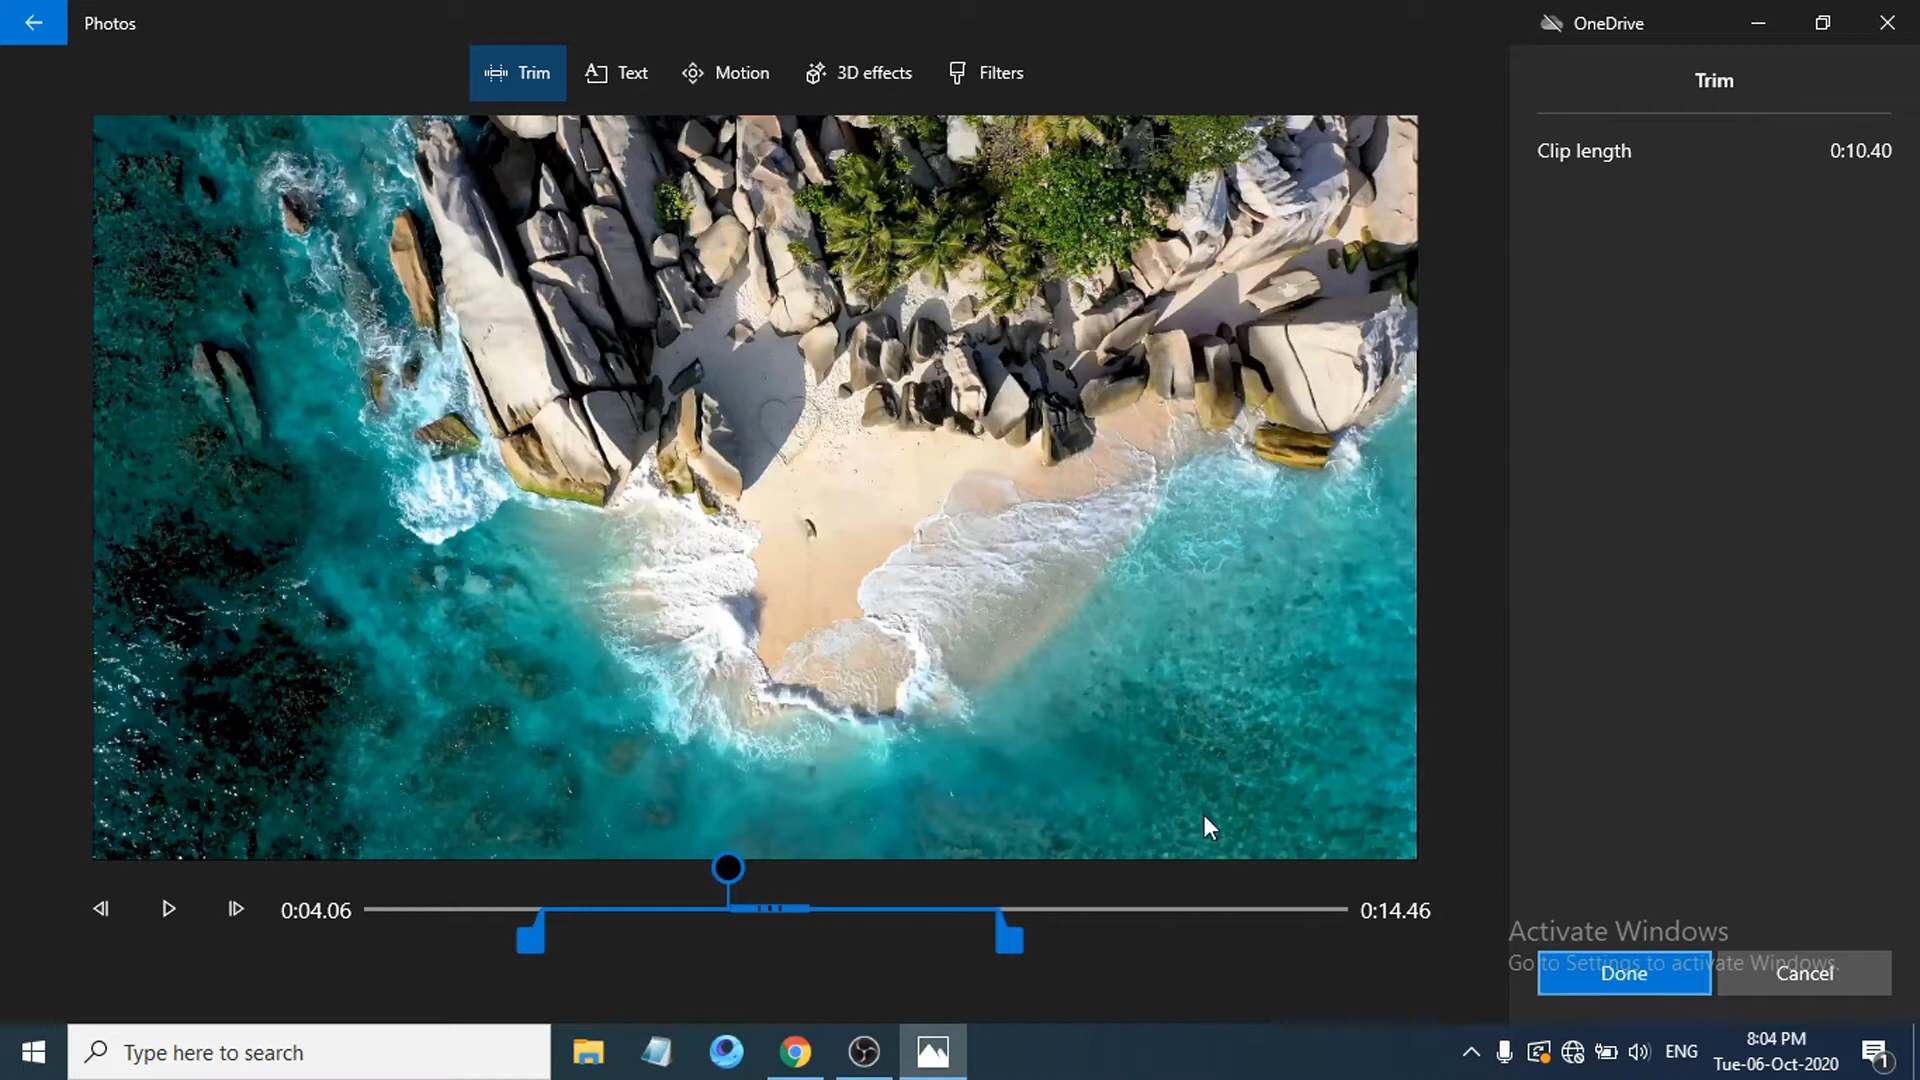 Photos
OneDrive
Trim
Text
Motion
3D effects
Filters
Trim
Clip length
0:10.40
0:04.06
0:14.46
Activate Windows
Go to Settings to activate Windows.
Done
Cancel
Type here to search
ENG
8:04 PM
Tue-06-Oct-2020
1